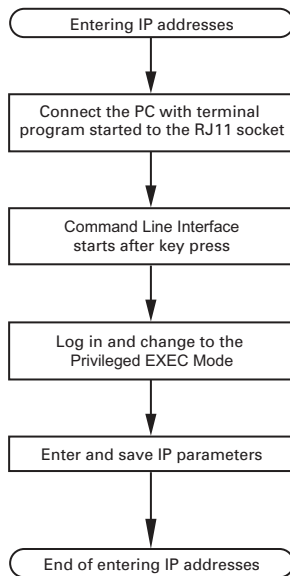 Entering IP addresses
Connect the PC with terminal
program started to the RJ11 socket
Command Line Interface
starts after key press
Log in and change to the
Privileged EXEC Mode
Enter and save IP parameters
End of entering IP addresses